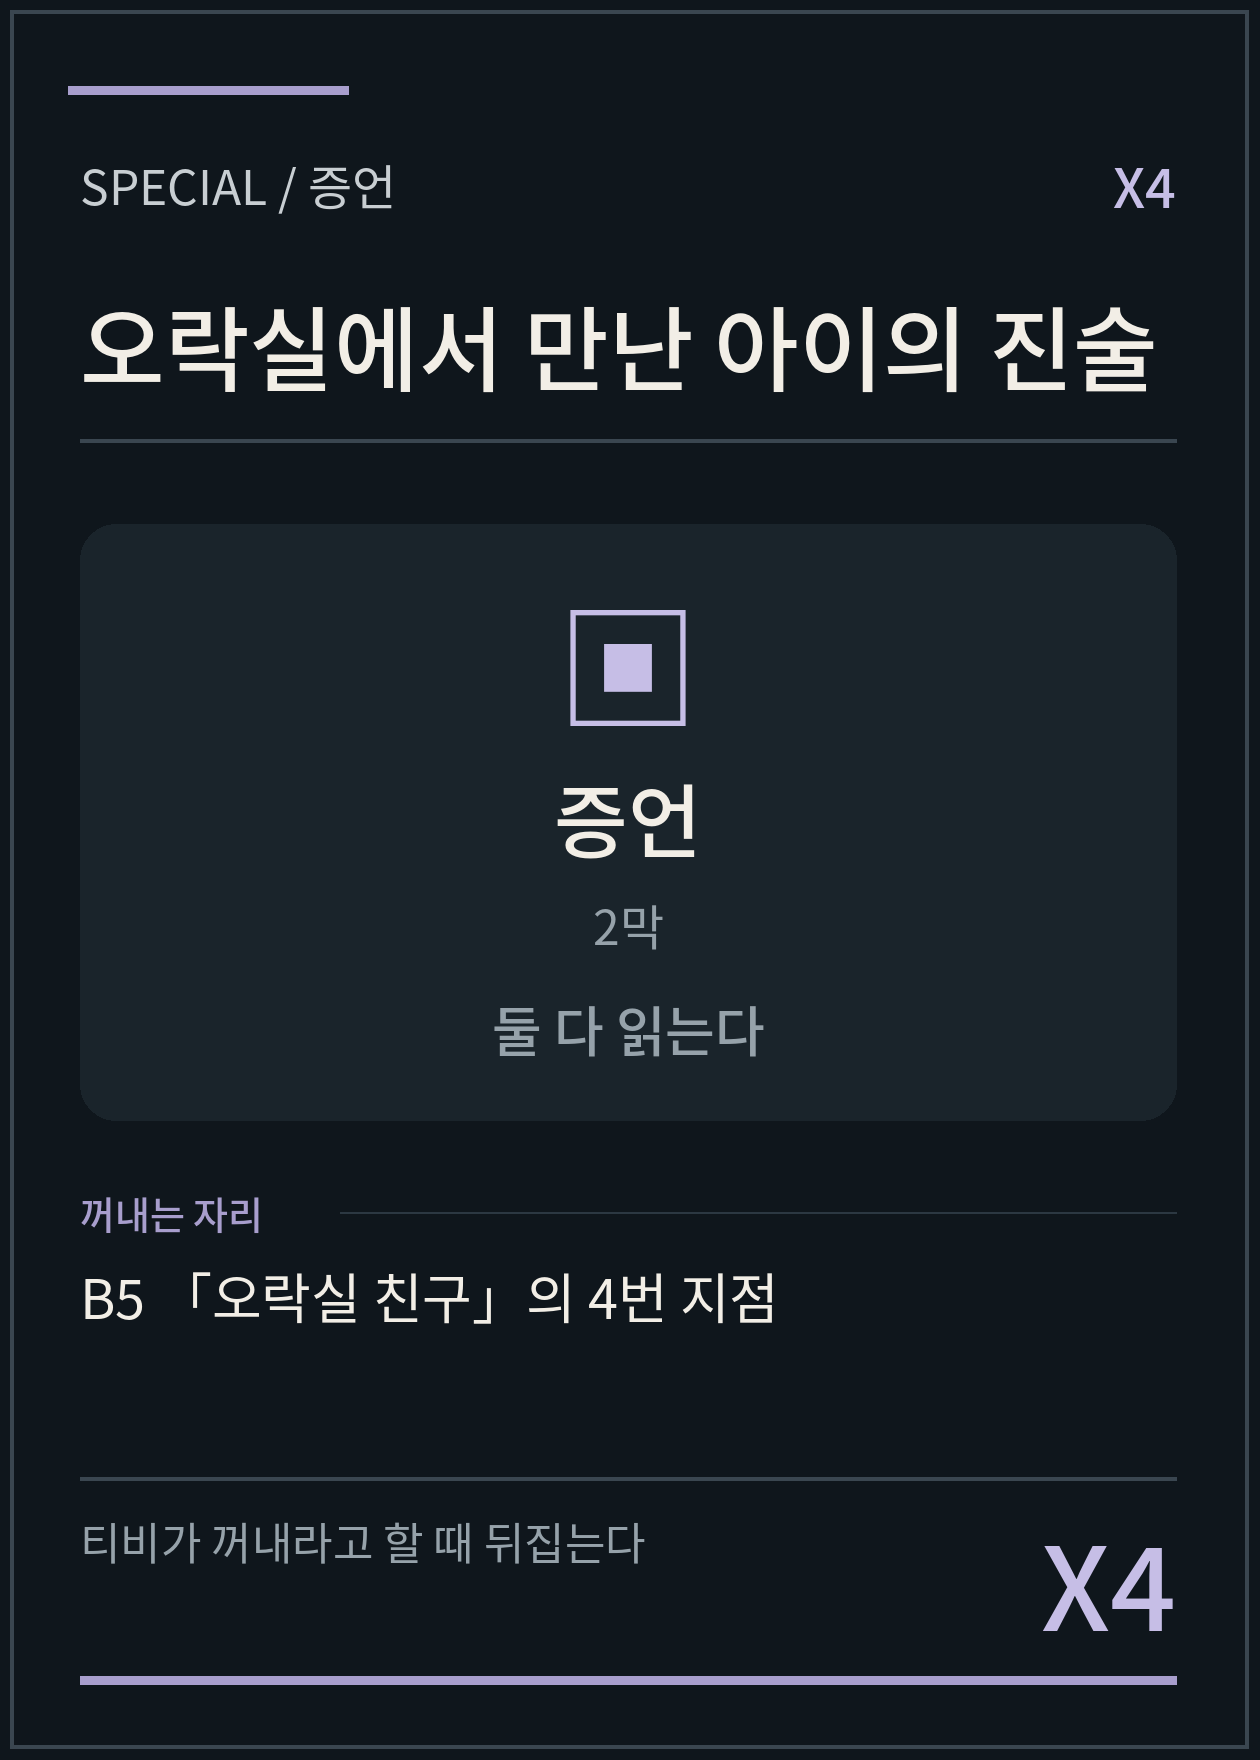 SPECIAL / 증언
X4
오락실에서 만난 아이의 진술
증언
2막
둘 다 읽는다
꺼내는 자리
B5 「오락실 친구」의 4번 지점
티비가 꺼내라고 할 때 뒤집는다
X4